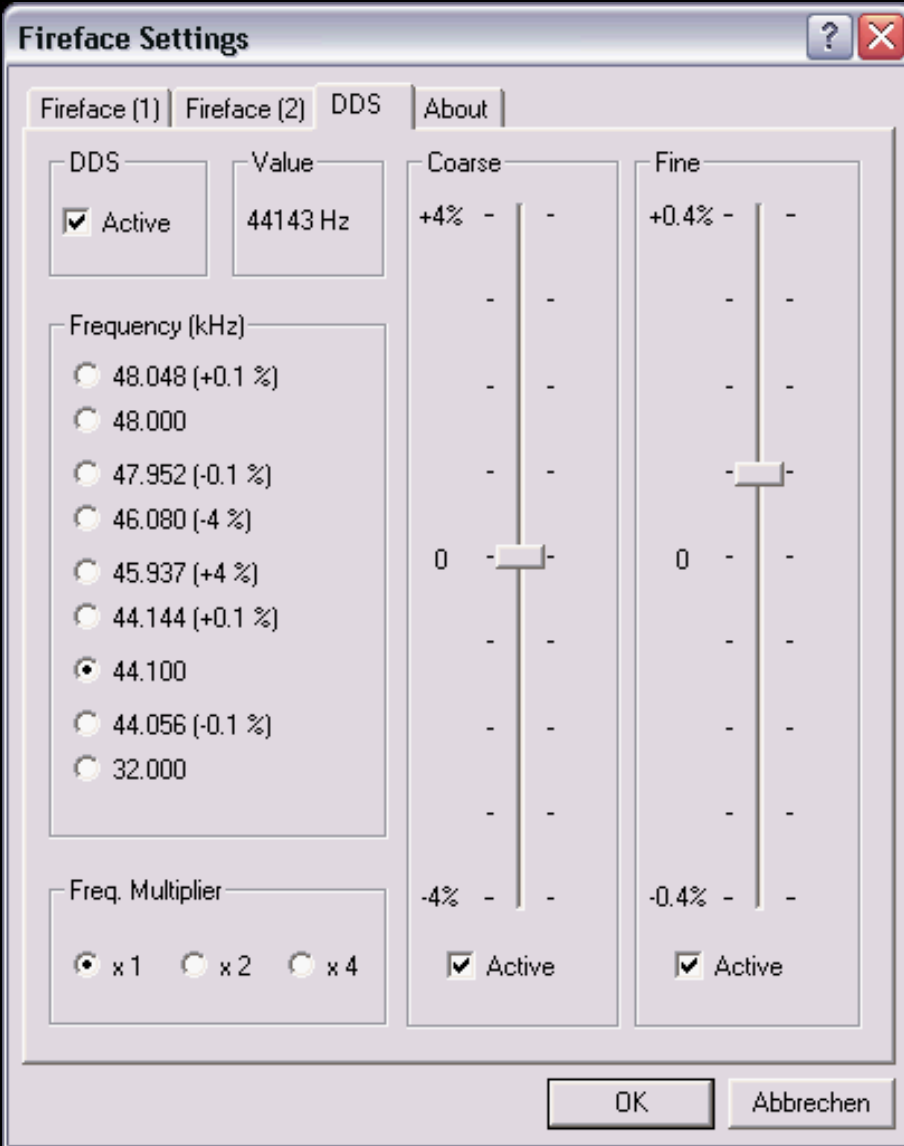 Fireface Settings
?
Fireface (1) Fireface (2) DDS About
DDS
Active
Value
44143 Hz
Frequency (kHz)
48.048 (+0.1 %)
48.000
47.952 (-0.1 %)
46.080 (-4 %)
45.937 (+4 %)
44.144 (+0.1 %)
44.100
44.056 (-0.1 %)
32.000
Freq. Multiplier
x 1 x 2 x 4
Coarse
+4%
0
-4%
Active
Fine
+0.4%
0
-0.4%
Active
OK Abbrechen